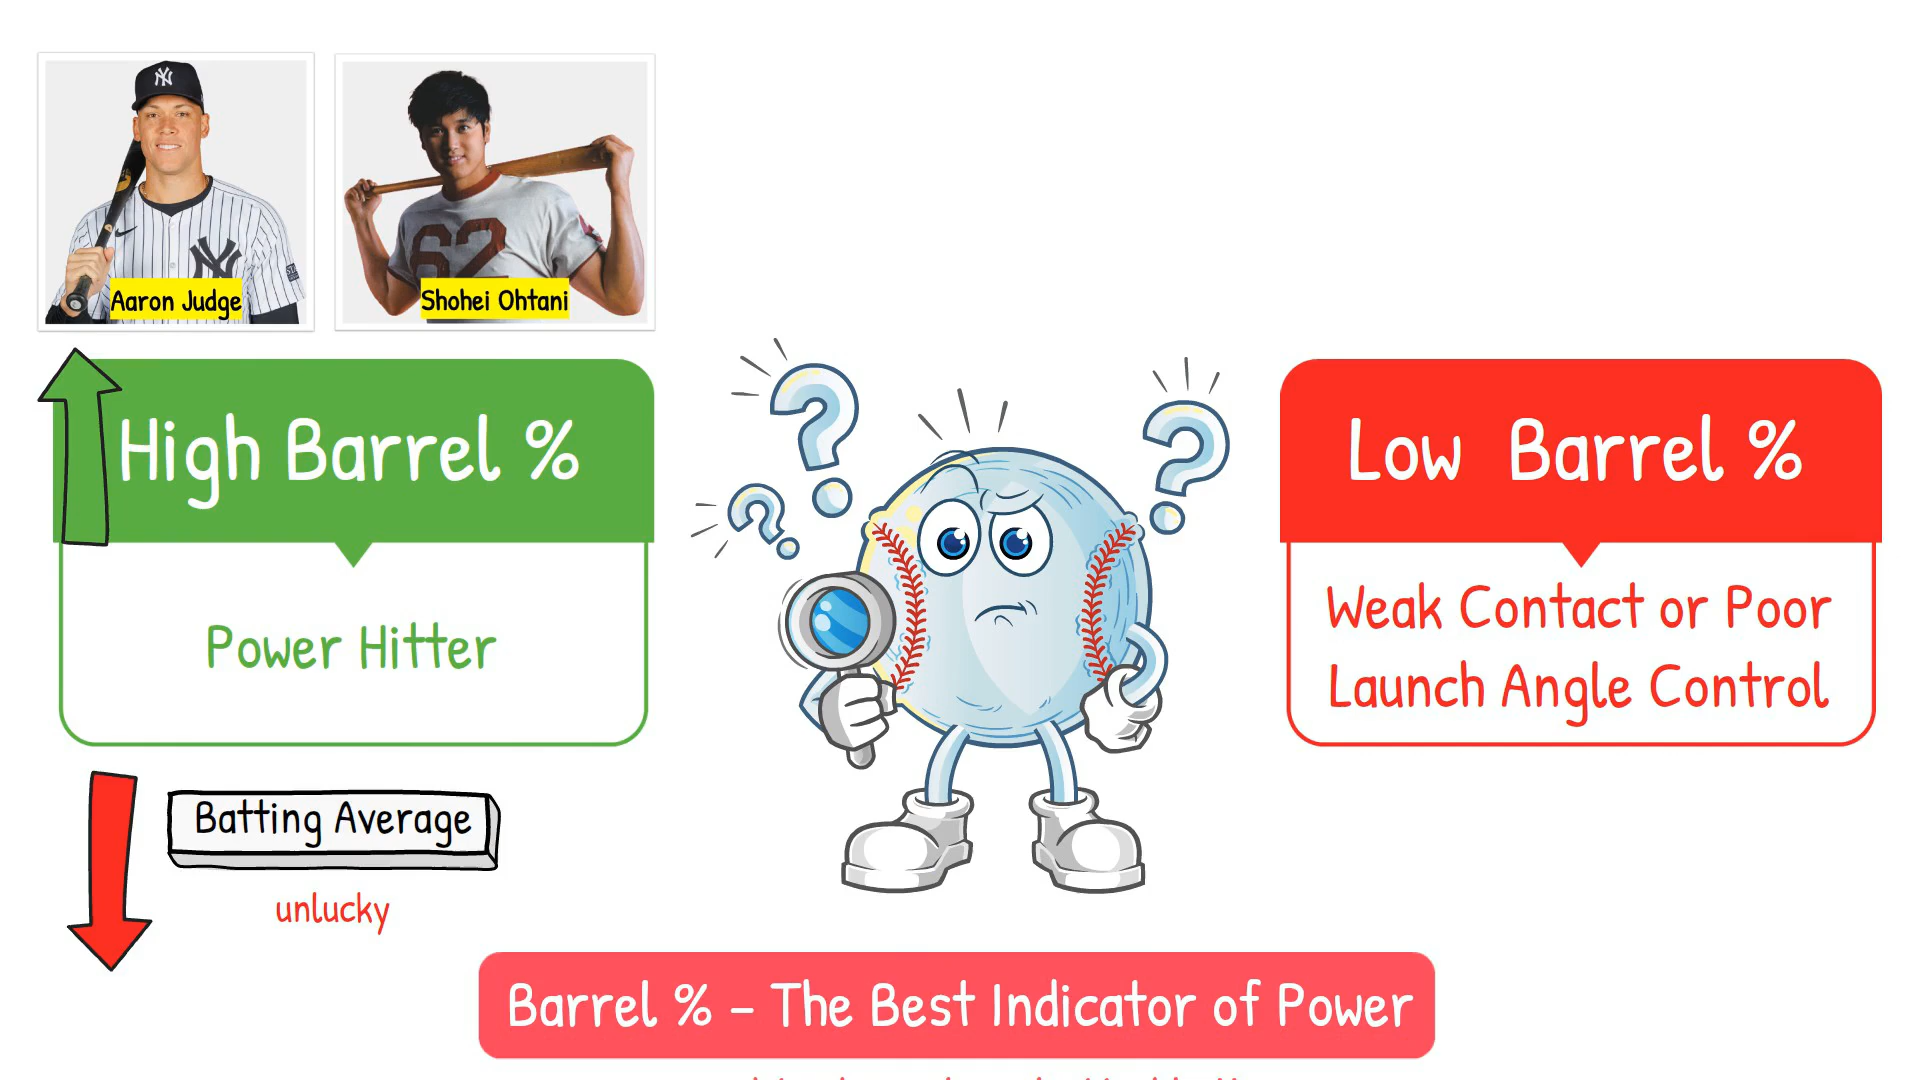 Aaron Judge
Shohei Ohtani
62
High Barrel %
Power Hitter
Low Barrel %
Weak Contact or Poor
Launch Angle Control
Batting Average
unlucky
Barrel % – The Best Indicator of Power